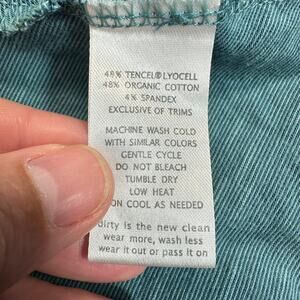 48% TENCEL®LYOCELL
48% ORGANIC COTTON
4% SPANDEX
EXCLUSIVE OF TRIMS
MACHINE WASH COLD
WITH SIMILAR COLORS
GENTLE CYCLE
DO NOT BLEACH
TUMBLE DRY
LOW HEAT
ON COOL AS NEEDED
dirty is the new clean
wear more, wash less
wear it out or pass it on